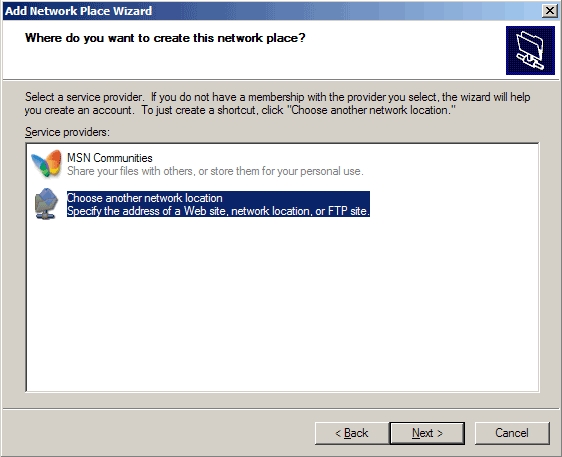 Add Network Place Wizard
Where do you want to create this network place?
Select a service provider. If you do not have a membership with the provider you select, the wizard will help
you create an account. To just create a shortcut, click "Choose another network location."
Service providers:
MSN Communities
Share your files with others, or store them for your personal use.
Choose another network location
Specify the address of a Web site, network location, or FTP site.
< Back
Next >
Cancel